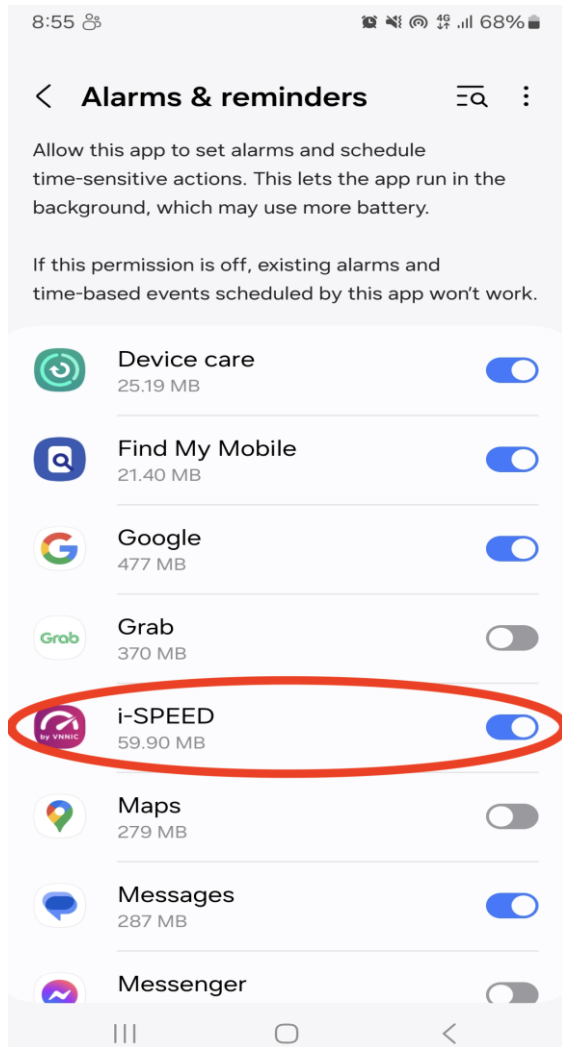 8:55
4G
68%
Alarms & reminders
Allow this app to set alarms and schedule
time-sensitive actions. This lets the app run in the
background, which may use more battery.
If this permission is off, existing alarms and
time-based events scheduled by this app won't work.
Device care
25.19 MB
Find My Mobile
21.40 MB
Google
477 MB
Grab
Grab
370 MB
by VNNIC
i-SPEED
59.90 MB
Maps
279 MB
Messages
287 MB
Messenger